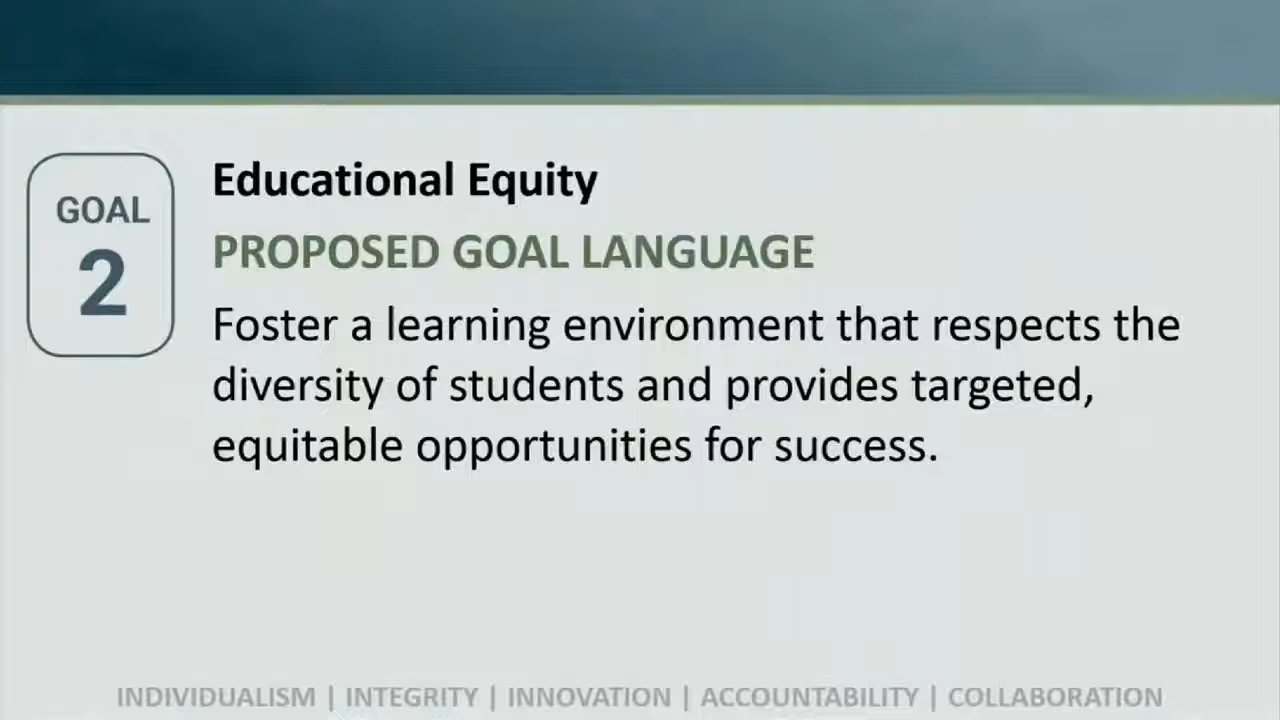 GOAL
2
Educational Equity
PROPOSED GOAL LANGUAGE
Foster a learning environment that respects the
diversity of students and provides targeted,
equitable opportunities for success.
INDIVIDUALISM | INTEGRITY | INNOVATION | ACCOUNTABILITY | COLLABORATION